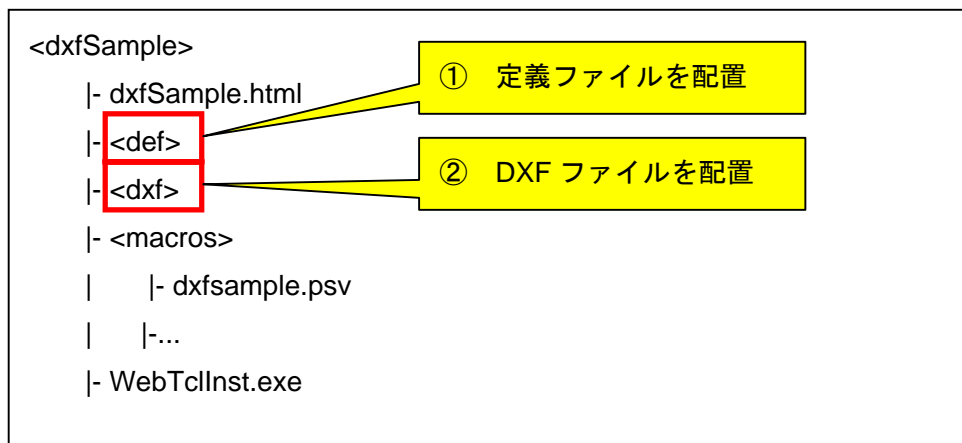 <dxfSample>
|- dxfSample.html
① 定義ファイルを配置
|- <def>
② DXF ファイルを配置
|- <dxf>
|- <macros>
| |- dxfsample.psv
| |-...
|- WebTclInst.exe